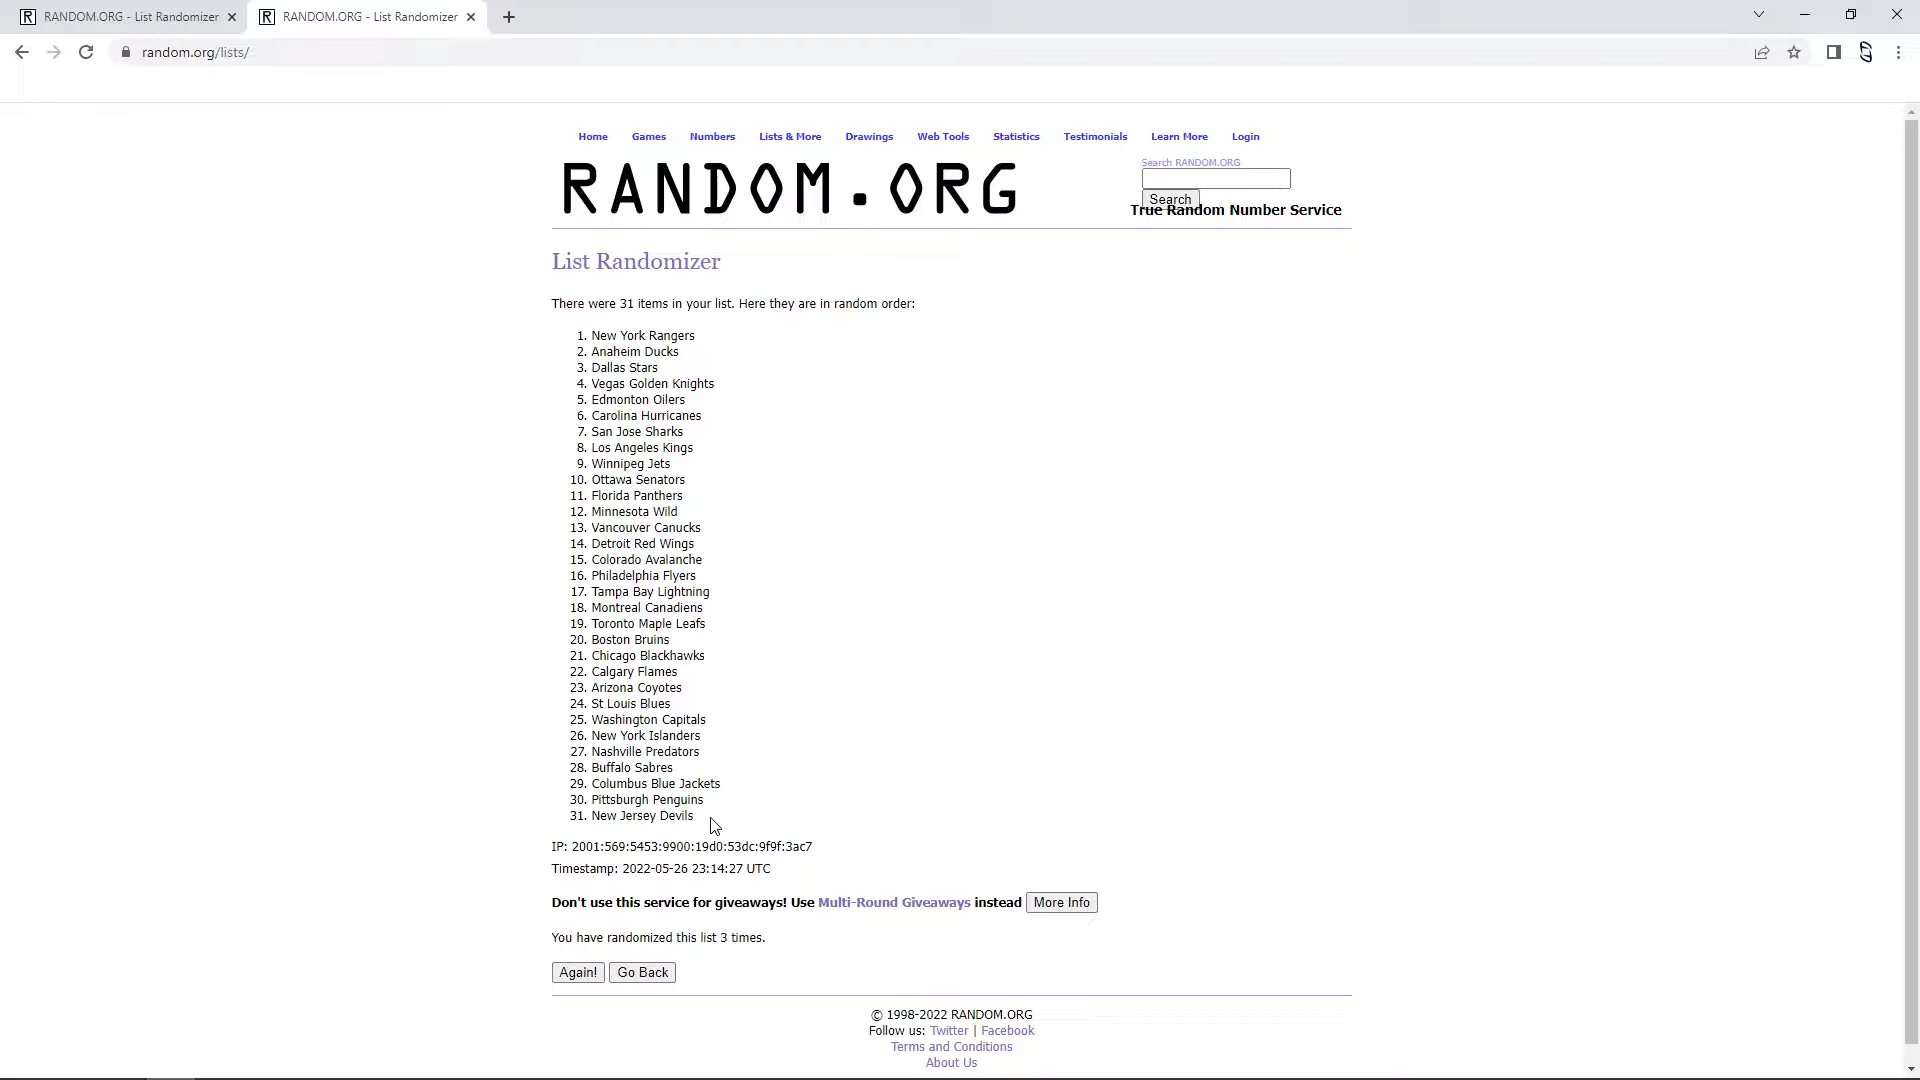 RANDOM.ORG - List Randomizer
RANDOM.ORG - List Randomizer
random.org/lists/
Home Games Numbers Lists & More Drawings Web Tools Statistics Testimonials Learn More Login
RANDOM.ORG
Search RANDOM.ORG
Search
True Random Number Service
List Randomizer
There were 31 items in your list. Here they are in random order:
1. New York Rangers
2. Anaheim Ducks
3. Dallas Stars
4. Vegas Golden Knights
5. Edmonton Oilers
6. Carolina Hurricanes
7. San Jose Sharks
8. Los Angeles Kings
9. Winnipeg Jets
10. Ottawa Senators
11. Florida Panthers
12. Minnesota Wild
13. Vancouver Canucks
14. Detroit Red Wings
15. Colorado Avalanche
16. Philadelphia Flyers
17. Tampa Bay Lightning
18. Montreal Canadiens
19. Toronto Maple Leafs
20. Boston Bruins
21. Chicago Blackhawks
22. Calgary Flames
23. Arizona Coyotes
24. St Louis Blues
25. Washington Capitals
26. New York Islanders
27. Nashville Predators
28. Buffalo Sabres
29. Columbus Blue Jackets
30. Pittsburgh Penguins
31. New Jersey Devils
IP: 2001:569:5453:9900:19d0:53dc:9f9f:3ac7
Timestamp: 2022-05-26 23:14:27 UTC
Don't use this service for giveaways! Use Multi-Round Giveaways instead More Info
You have randomized this list 3 times.
Again! Go Back
© 1998-2022 RANDOM.ORG
Follow us: Twitter | Facebook
Terms and Conditions
About Us